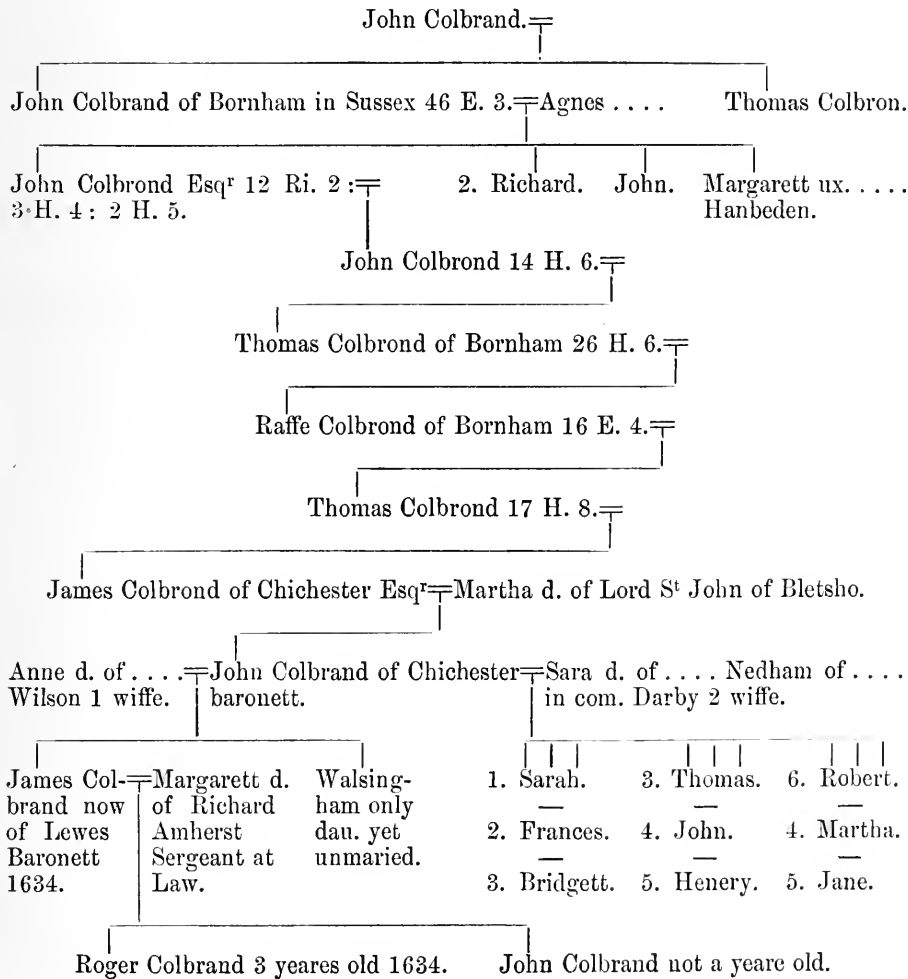 John Colbrand.
John Colbrand of Bornham in Sussex 46 E. 3. Agnes . . . . Thomas Colbron.
John Colbrond Esqʳ 12 Ri. 2 : 2. Richard. John. Margarett ux. . . . . .
3 H. 4 : 2 H. 5. Hanbeden.
John Colbrond 14 H. 6.
Thomas Colbrond of Bornham 26 H. 6.
Raffe Colbrond of Bornham 16 E. 4.
Thomas Colbrond 17 H. 8.
James Colbrond of Chichester Esqʳ Martha d. of Lord Sᵗ John of Bletsho.
Anne d. of . . . . John Colbrand of Chichester Sara d. of . . . . Nedham of . . . .
Wilson 1 wiffe. baronett. in com. Darby 2 wiffe.
James Col- Margarett d. Walsing- 1. Sarah. 3. Thomas. 6. Robert.
brand now of Richard ham only
of Lewes Amherst dau. yet 2. Frances. 4. John. 4. Martha.
Baronett Sergeant at unmaried.
1634. Law. 3. Bridgett. 5. Henery. 5. Jane.
Roger Colbrand 3 yeares old 1634. John Colbrand not a yeare old.